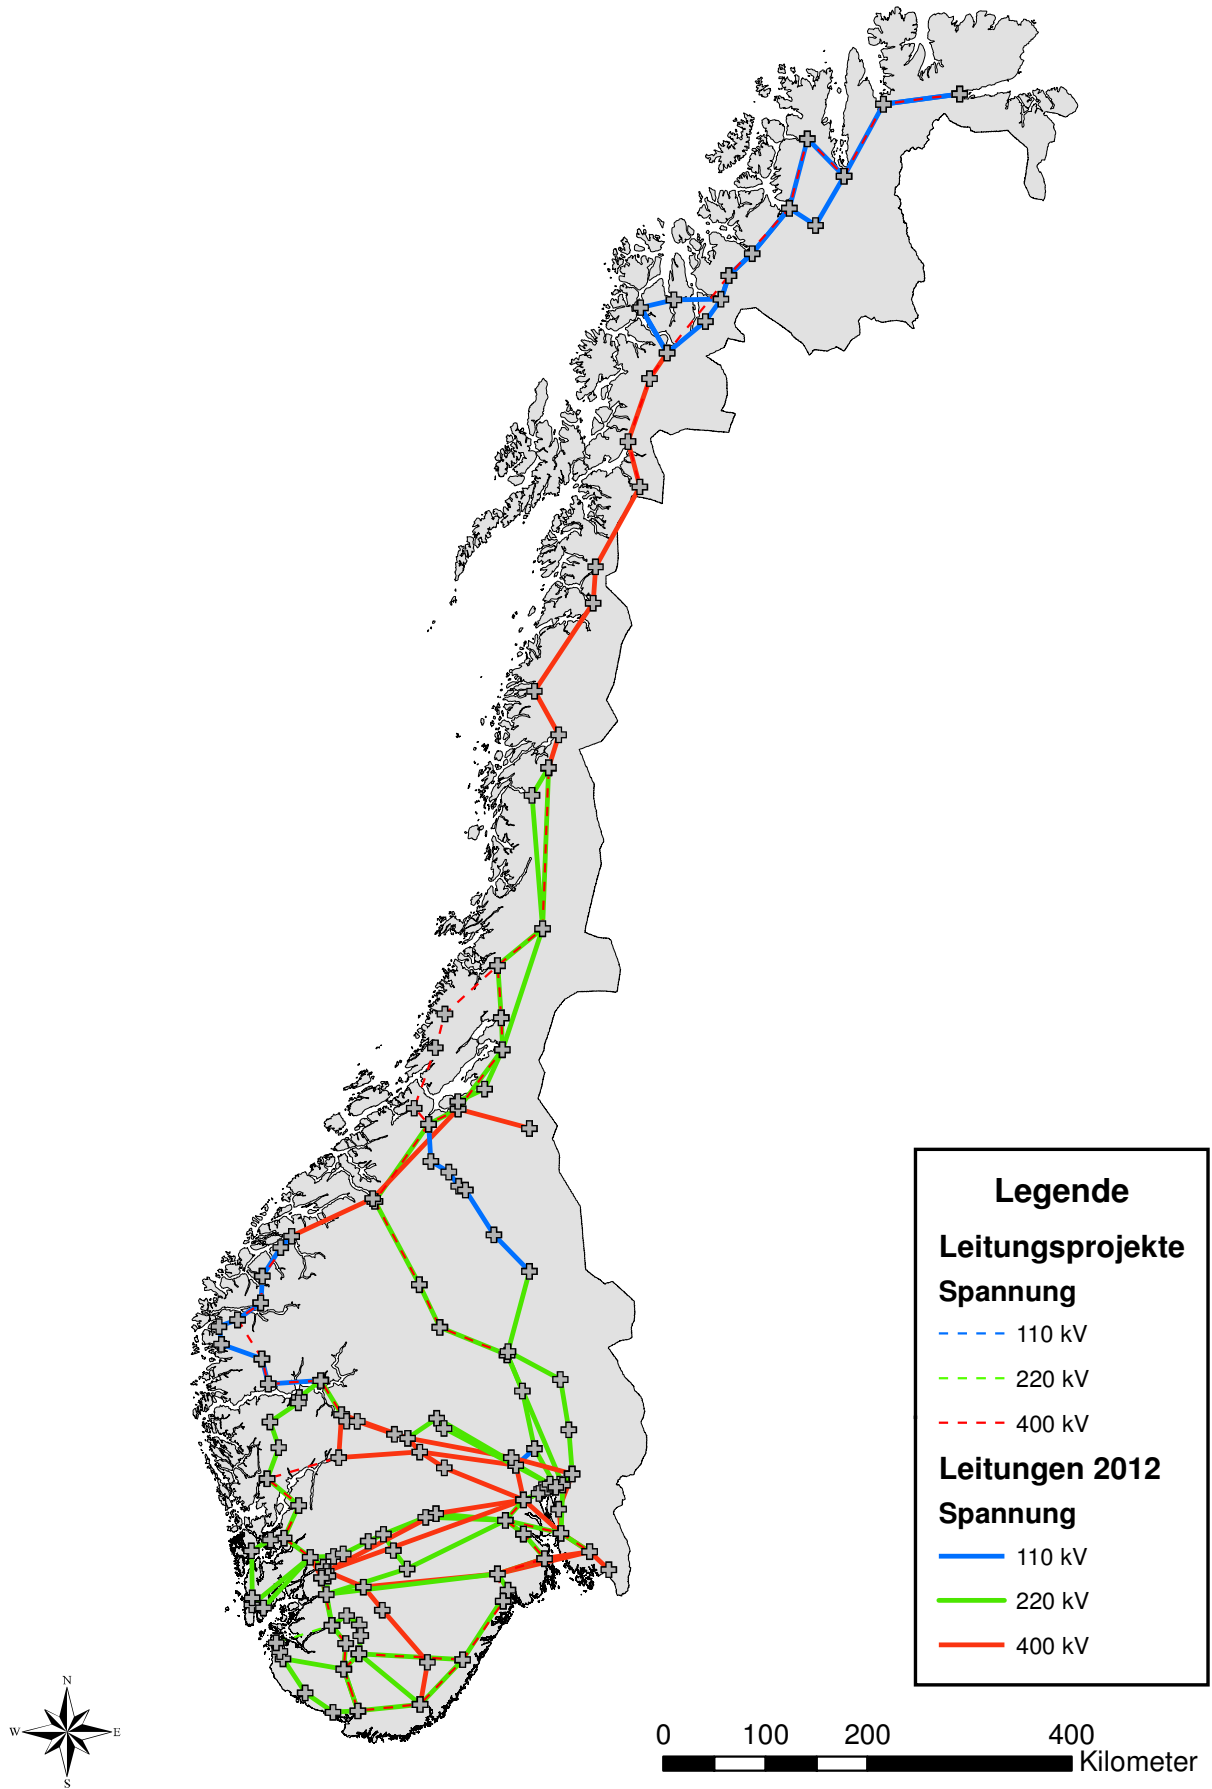 Legende
Leitungsprojekte
Spannung
110 kV
220 kV
400 kV
Leitungen 2012
Spannung
110 kV
220 kV
400 kV
N
W E
S
0 100 200 400
Kilometer